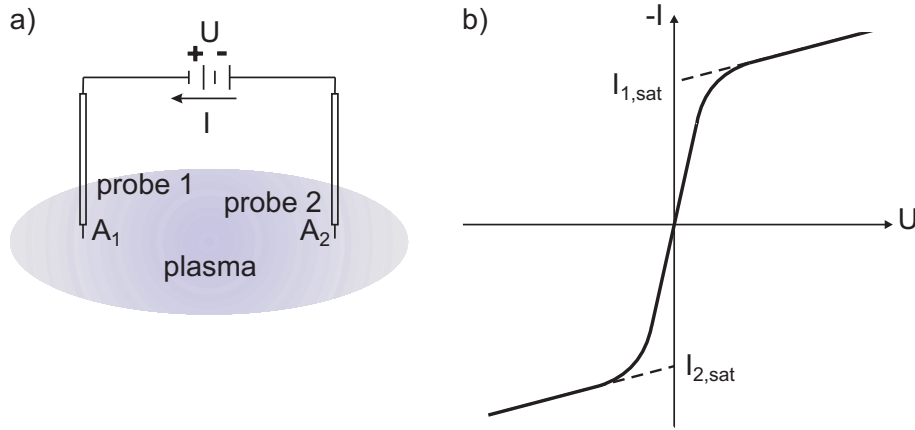 a)
U
+ -
I
probe 1
probe 2
A₁
A₂
plasma
b)
-I
I₁,sat
U
I₂,sat